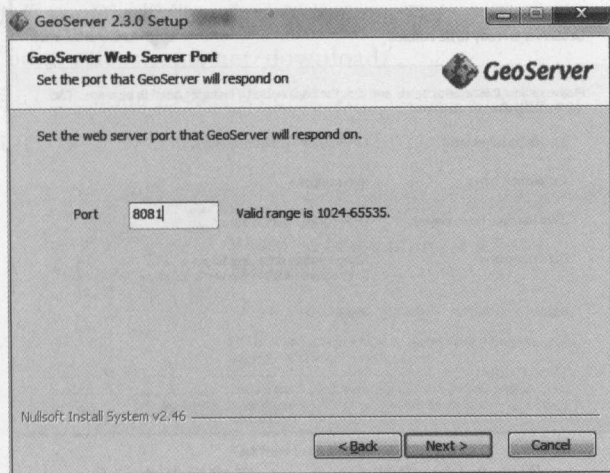 GeoServer 2.3.0 Setup
GeoServer Web Server Port
Set the port that GeoServer will respond on
GeoServer
Set the web server port that GeoServer will respond on.
Port 8081 Valid range is 1024-65535.
Nullsoft Install System v2.46
< Back Next > Cancel